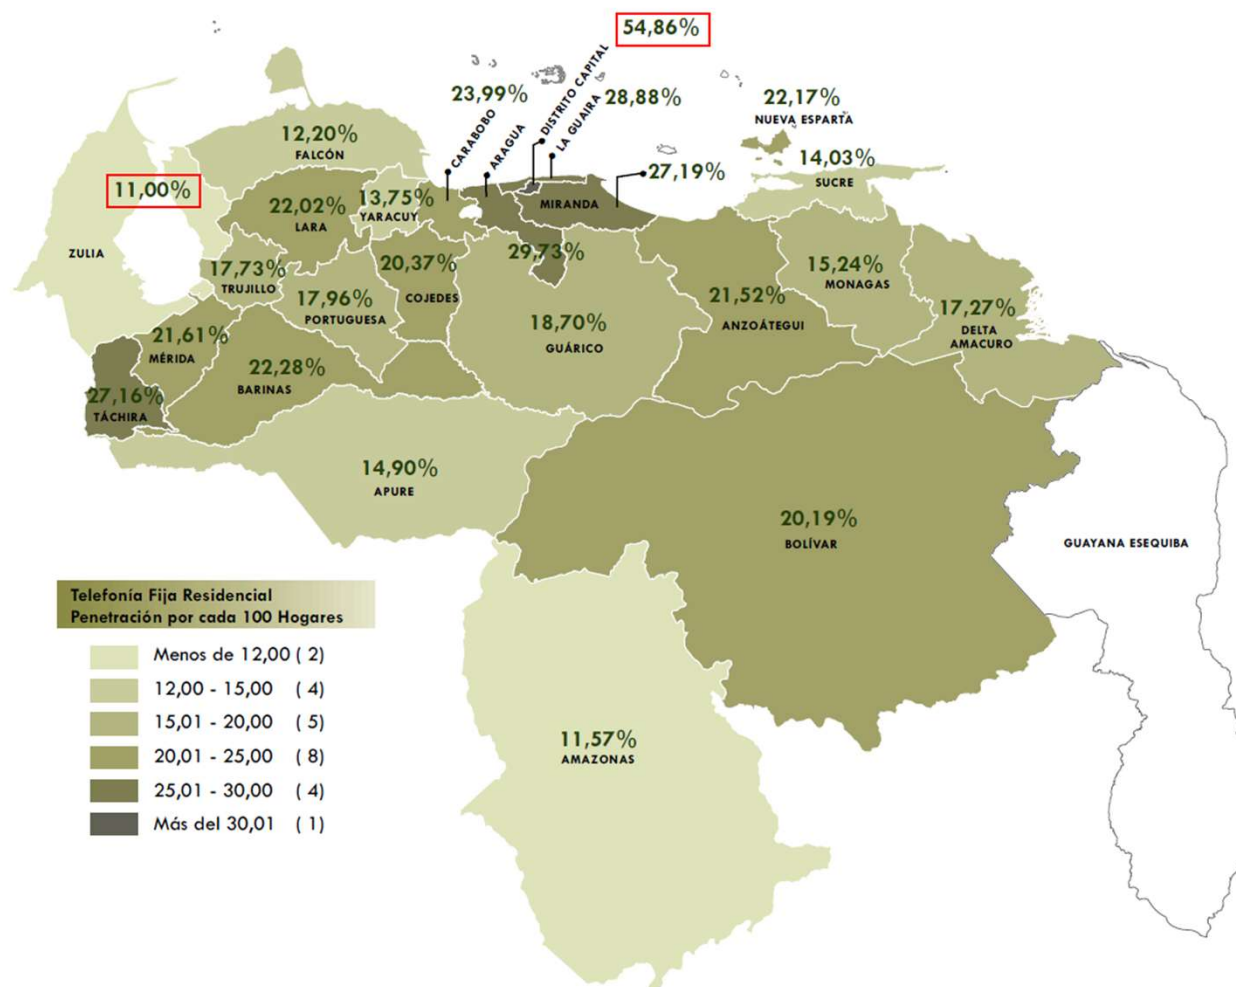 54,86%
DISTRITO CAPITAL
23,99%
CARABOBO
ARAGUA
LA GUAIRA
28,88%
22,17%
NUEVA ESPARTA
12,20%
FALCÓN
14,03%
SUCRE
27,19%
MIRANDA
11,00%
ZULIA
22,02%
LARA
13,75%
YARACUY
29,73%
17,73%
TRUJILLO
20,37%
COJEDES
17,96%
PORTUGUESA
15,24%
MONAGAS
21,52%
ANZOÁTEGUI
17,27%
DELTA
AMACURO
18,70%
GUÁRICO
21,61%
MÉRIDA
22,28%
BARINAS
27,16%
TÁCHIRA
14,90%
APURE
20,19%
BOLÍVAR
GUAYANA ESEQUIBA
11,57%
AMAZONAS
Telefonía Fija Residencial
Penetración por cada 100 Hogares
Menos de 12,00 ( 2)
12,00 - 15,00 ( 4)
15,01 - 20,00 ( 5)
20,01 - 25,00 ( 8)
25,01 - 30,00 ( 4)
Más del 30,01 ( 1)